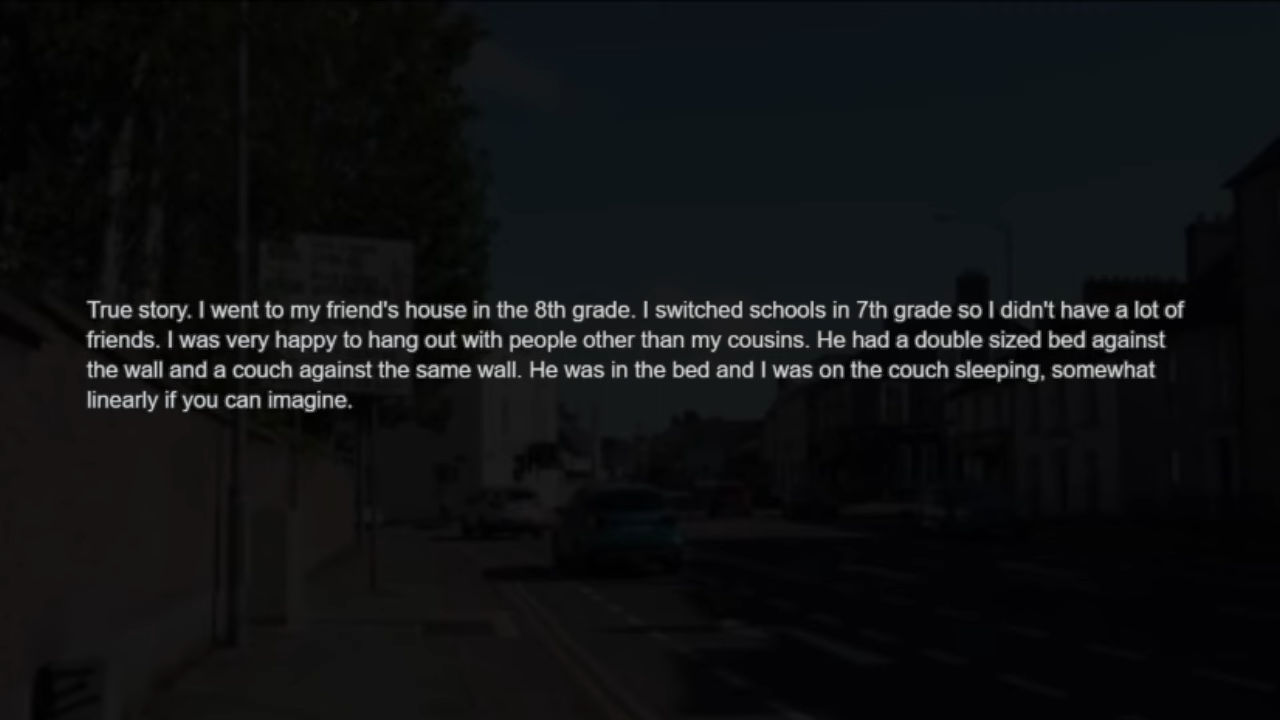 True story. I went to my friend's house in the 8th grade. I switched schools in 7th grade so I didn't have a lot of
friends. I was very happy to hang out with people other than my cousins. He had a double sized bed against
the wall and a couch against the same wall. He was in the bed and I was on the couch sleeping, somewhat
linearly if you can imagine.